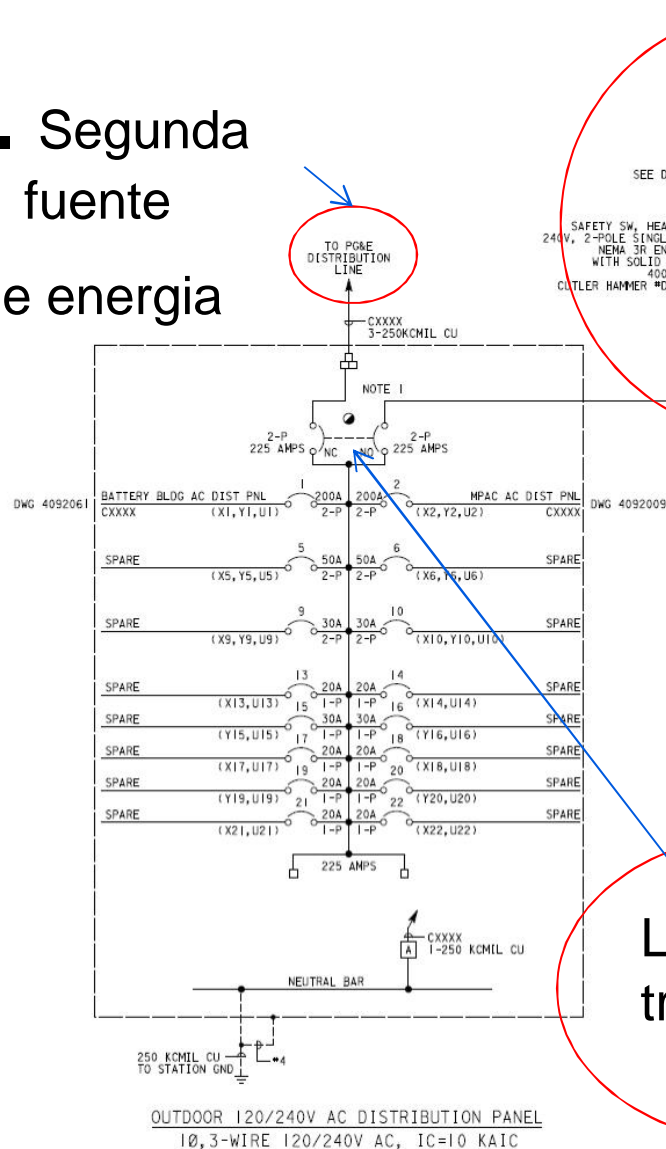 . Segunda
fuente
e energia
SEE D
SAFETY SW, HEA
240V, 2-POLE SINGL
NEMA 3R EN
WITH SOLID
400
CUTLER HAMMER #D
TO PG&E
DISTRIBUTION
LINE
CXXXX
3-250KCMIL CU
NOTE 1
2-P
225 AMPS
NC
NO
2-P
225 AMPS
DWG 4092061
BATTERY BLDG AC DIST PNL
CXXXX
(X1,Y1,U1)
1
200A
2-P
200A
2-P
2
(X2,Y2,U2)
MPAC AC DIST PNL
CXXXX
DWG 4092009
SPARE
(X5,Y5,U5)
5
50A
2-P
50A
2-P
6
(X6,Y6,U6)
SPARE
SPARE
(X9,Y9,U9)
9
30A
2-P
30A
2-P
10
(X10,Y10,U10)
SPARE
SPARE
(X13,U13)
13
20A
1-P
20A
1-P
14
(X14,U14)
SPARE
SPARE
(Y15,U15)
15
30A
1-P
30A
1-P
16
(Y16,U16)
SPARE
SPARE
(X17,U17)
17
20A
1-P
20A
1-P
18
(X18,U18)
SPARE
SPARE
(Y19,U19)
19
20A
1-P
20A
1-P
20
(Y20,U20)
SPARE
SPARE
(X21,U21)
21
20A
1-P
20A
1-P
22
(X22,U22)
SPARE
225 AMPS
CXXXX
A
1-250 KCMIL CU
NEUTRAL BAR
250 KCMIL CU
TO STATION GND
#4
L
tr
OUTDOOR 120/240V AC DISTRIBUTION PANEL
1Ø,3-WIRE 120/240V AC, IC=10 KAIC